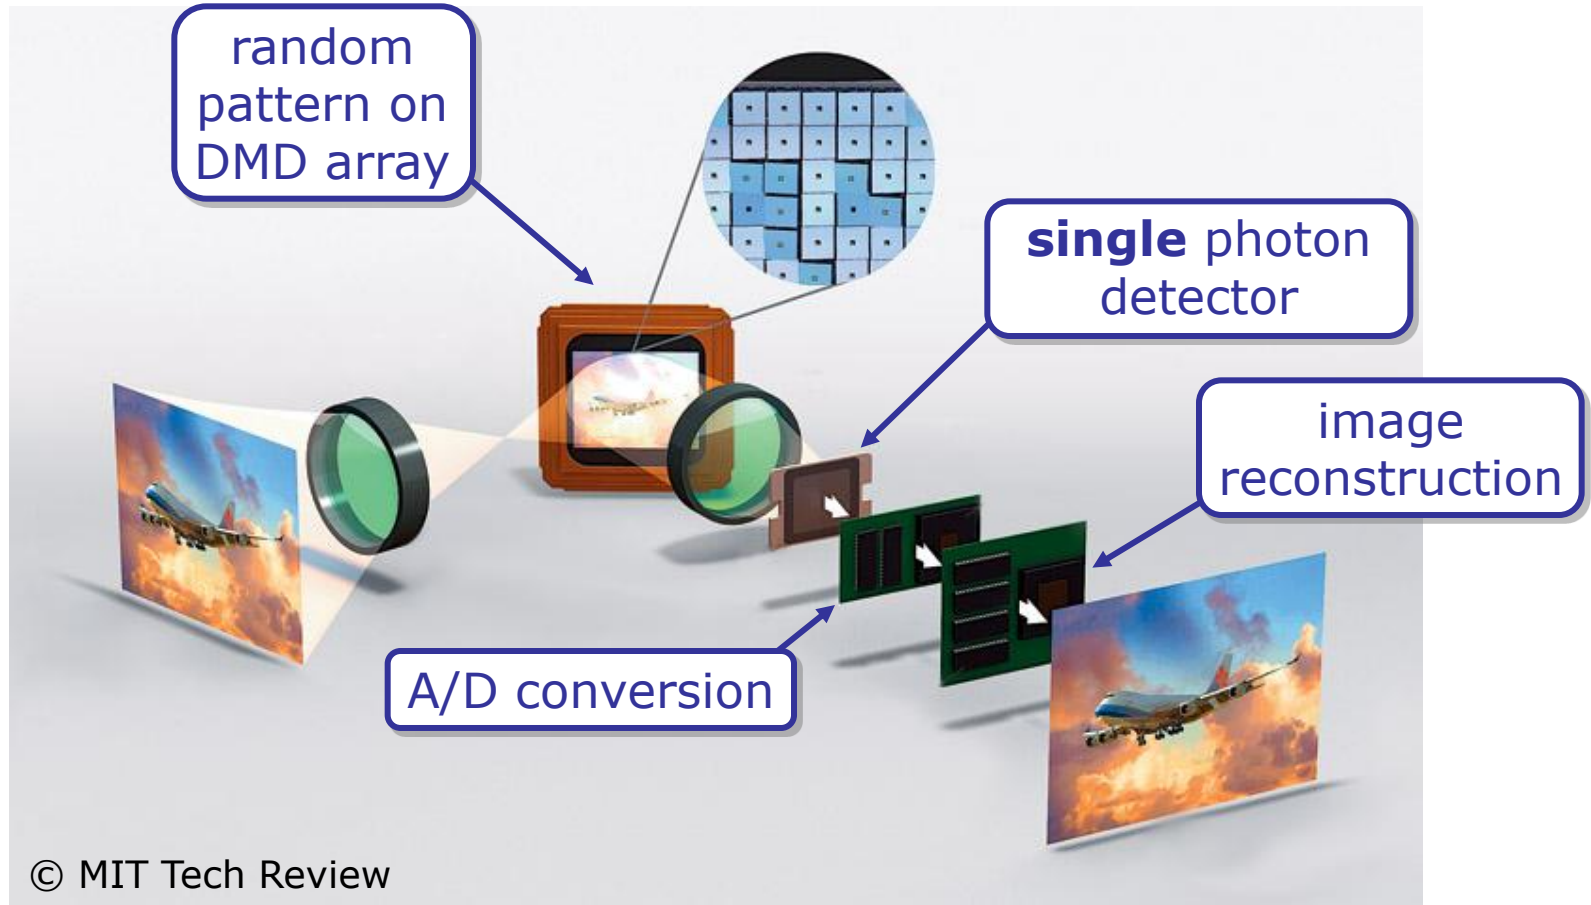 random
pattern on
DMD array
single photon
detector
image
reconstruction
A/D conversion
© MIT Tech Review